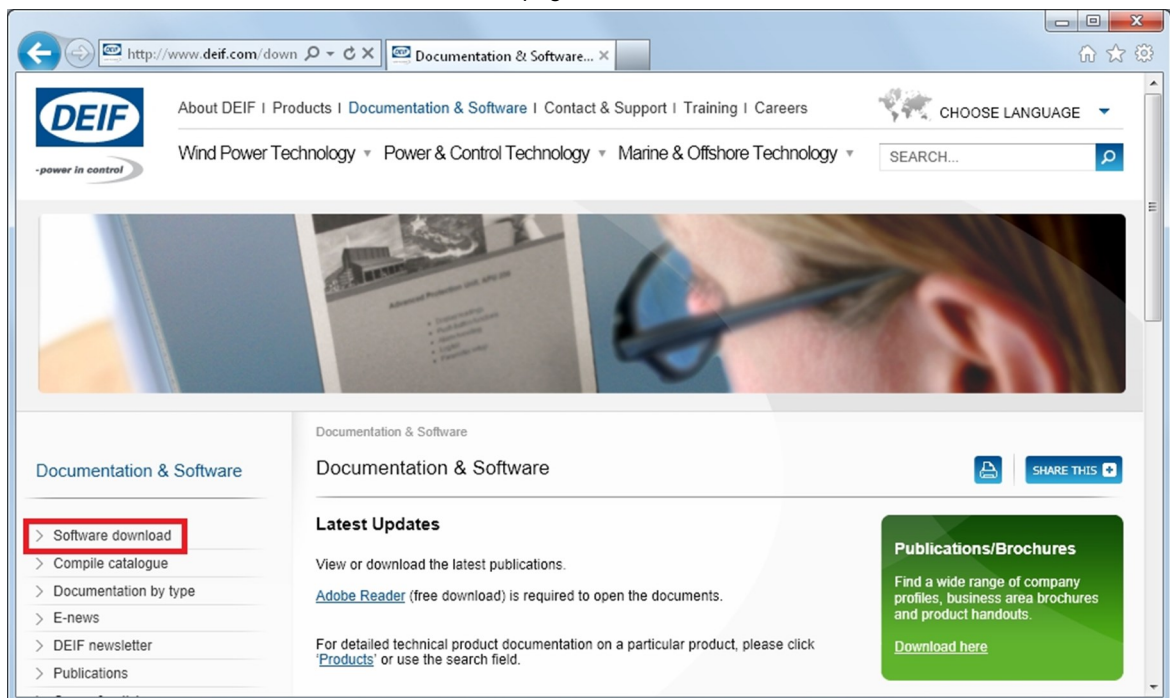 http://www.deif.com/down
Documentation & Software...
DEIF
-power in control
About DEIF I Products I Documentation & Software I Contact & Support I Training I Careers
CHOOSE LANGUAGE
Wind Power Technology Power & Control Technology Marine & Offshore Technology
SEARCH...
Advanced Protection Unit, APU 200
Documentation & Software
Documentation & Software
Documentation & Software
SHARE THIS
Software download
Compile catalogue
Documentation by type
E-news
DEIF newsletter
Publications
Latest Updates
View or download the latest publications.
Adobe Reader (free download) is required to open the documents.
For detailed technical product documentation on a particular product, please click
'Products' or use the search field.
Publications/Brochures
Find a wide range of company
profiles, business area brochures
and product handouts.
Download here